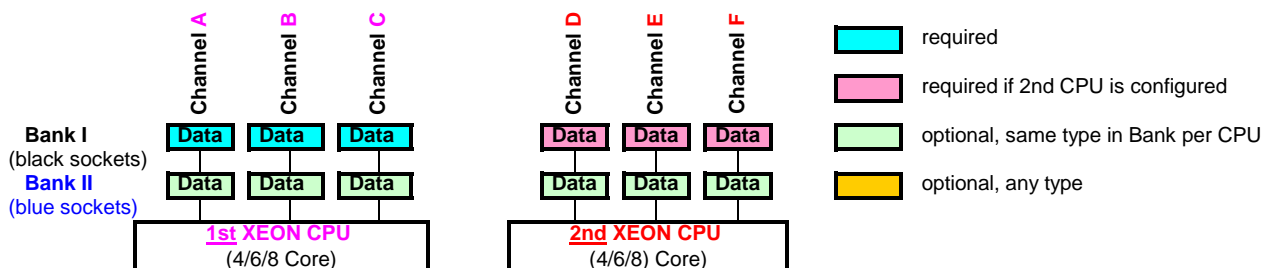 Channel A
Channel B
Channel C
Channel D
Channel E
Channel F
required
required if 2nd CPU is configured
optional, same type in Bank per CPU
optional, any type
Bank I
(black sockets)
Data Data Data Data Data Data
Bank II
(blue sockets)
Data Data Data Data Data Data
1st XEON CPU
(4/6/8 Core)
2nd XEON CPU
(4/6/8) Core)